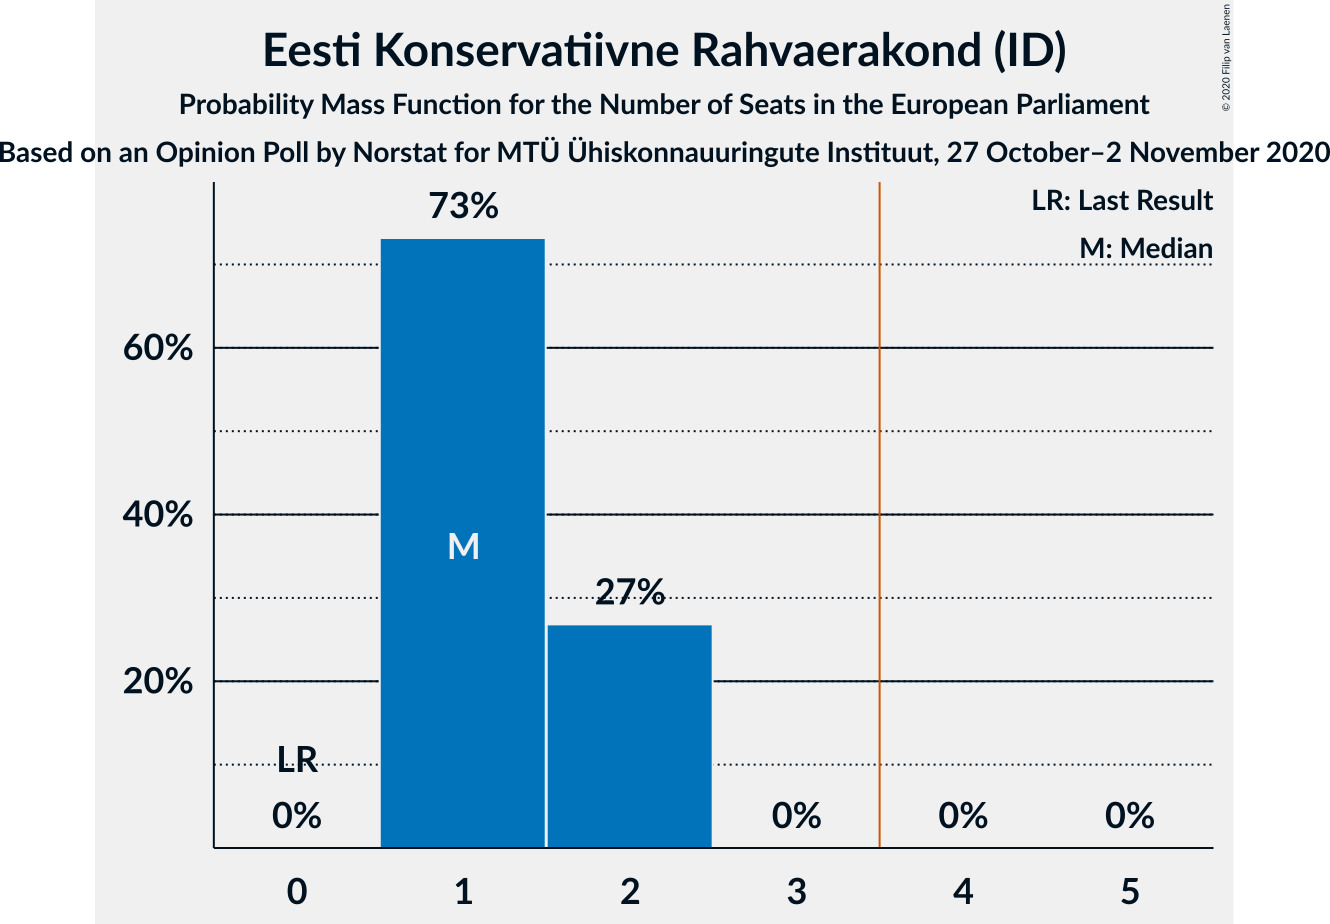 Eesti Konservatiivne Rahvaerakond (ID)
Probability Mass Function for the Number of Seats in the European Parliament
Based on an Opinion Poll by Norstat for MTÜ Ühiskonnauuringute Instituut, 27 October–2 November 2020
© 2020 Filip van Laenen
LR: Last Result
M: Median
73%
60%
40%
M
27%
20%
LR
0%
0%
0%
0%
0 1 2 3 4 5